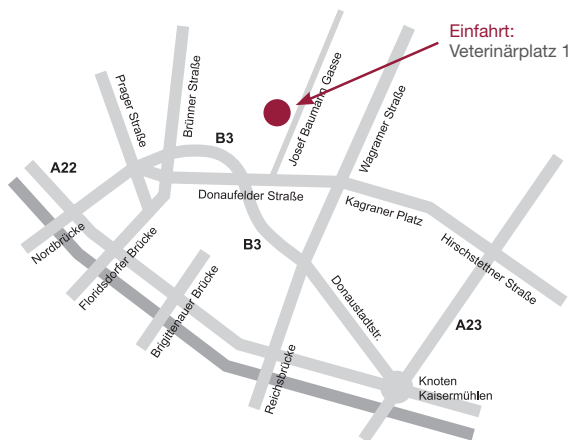 Einfahrt:
Veterinärplatz 1
Prager Straße
Brünner Straße
B3
Josef Baumann Gasse
Wagramer Straße
A22
Donaufelder Straße
Kagraner Platz
Nordbrücke
Floridsdorfer Brücke
B3
Hirschstettner Straße
Brigittenauer Brücke
Donaustadtstr.
A23
Reichsbrücke
Knoten
Kaisermühlen